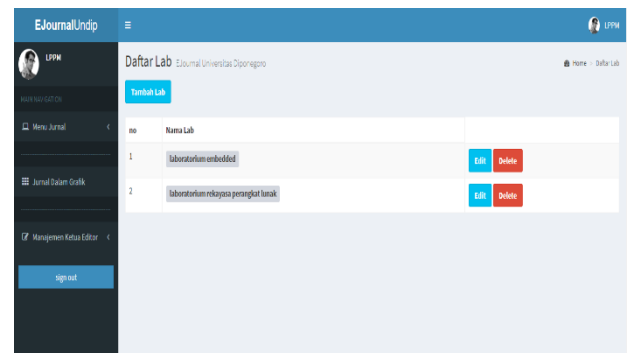 EJournalUndip
LPPM
LPPM
MAIN NAVIGATION
Menu Jurnal
Jurnal Dalam Grafik
Manajemen Ketua Editor
sign out
Daftar Lab EJournal Universitas Diponegoro
Home > Daftar Lab
Tambah Lab
no Nama Lab
1 laboratorium embedded Edit Delete
2 laboratorium rekayasa perangkat lunak Edit Delete